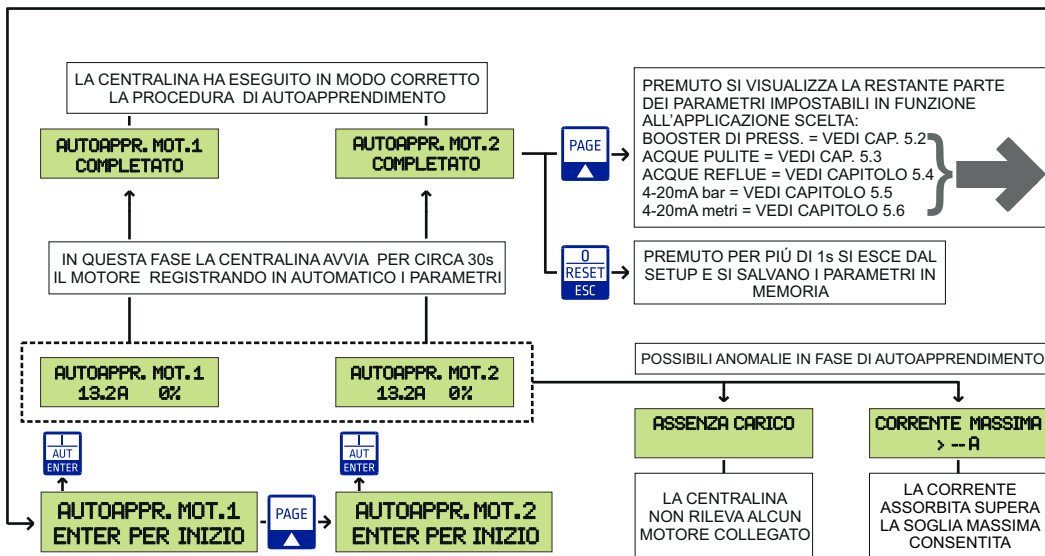 LA CENTRALINA HA ESEGUITO IN MODO CORRETTO
LA PROCEDURA DI AUTOAPPRENDIMENTO
AUTOAPPR. MOT.1
COMPLETATO
AUTOAPPR. MOT.2
COMPLETATO
PAGE
PREMUTO SI VISUALIZZA LA RESTANTE PARTE
DEI PARAMETRI IMPOSTABILI IN FUNZIONE
ALL'APPLICAZIONE SCELTA:
BOOSTER DI PRESS. = VEDI CAP. 5.2
ACQUE PULITE = VEDI CAP. 5.3
ACQUE REFLUE = VEDI CAPITOLO 5.4
4-20mA bar = VEDI CAPITOLO 5.5
4-20mA metri = VEDI CAPITOLO 5.6
IN QUESTA FASE LA CENTRALINA AVVIA PER CIRCA 30s
IL MOTORE REGISTRANDO IN AUTOMATICO I PARAMETRI
0
RESET
ESC
PREMUTO PER PIÚ DI 1s SI ESCE DAL
SETUP E SI SALVANO I PARAMETRI IN
MEMORIA
AUTOAPPR. MOT.1
13.2A 0%
AUTOAPPR. MOT.2
13.2A 0%
POSSIBILI ANOMALIE IN FASE DI AUTOAPPRENDIMENTO
ASSENZA CARICO
CORRENTE MASSIMA
> --A
LA CENTRALINA
NON RILEVA ALCUN
MOTORE COLLEGATO
LA CORRENTE
ASSORBITA SUPERA
LA SOGLIA MASSIMA
CONSENTITA
I
AUT
ENTER
I
AUT
ENTER
AUTOAPPR. MOT.1
ENTER PER INIZIO
PAGE
AUTOAPPR. MOT.2
ENTER PER INIZIO